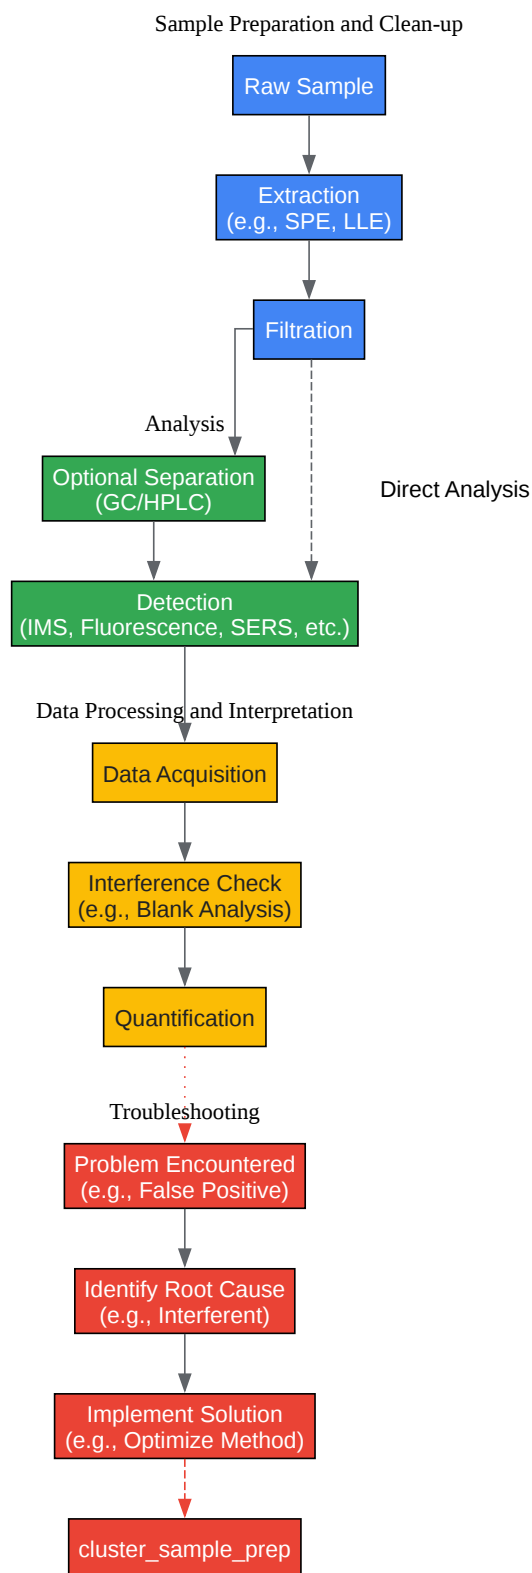 Sample Preparation and Clean-up
Raw Sample
Extraction
(e.g., SPE, LLE)
Filtration
Analysis
Optional Separation
(GC/HPLC)
Direct Analysis
Detection
(IMS, Fluorescence, SERS, etc.)
Data Processing and Interpretation
Data Acquisition
Interference Check
(e.g., Blank Analysis)
Quantification
Troubleshooting
Problem Encountered
(e.g., False Positive)
Identify Root Cause
(e.g., Interferent)
Implement Solution
(e.g., Optimize Method)
cluster_sample_prep